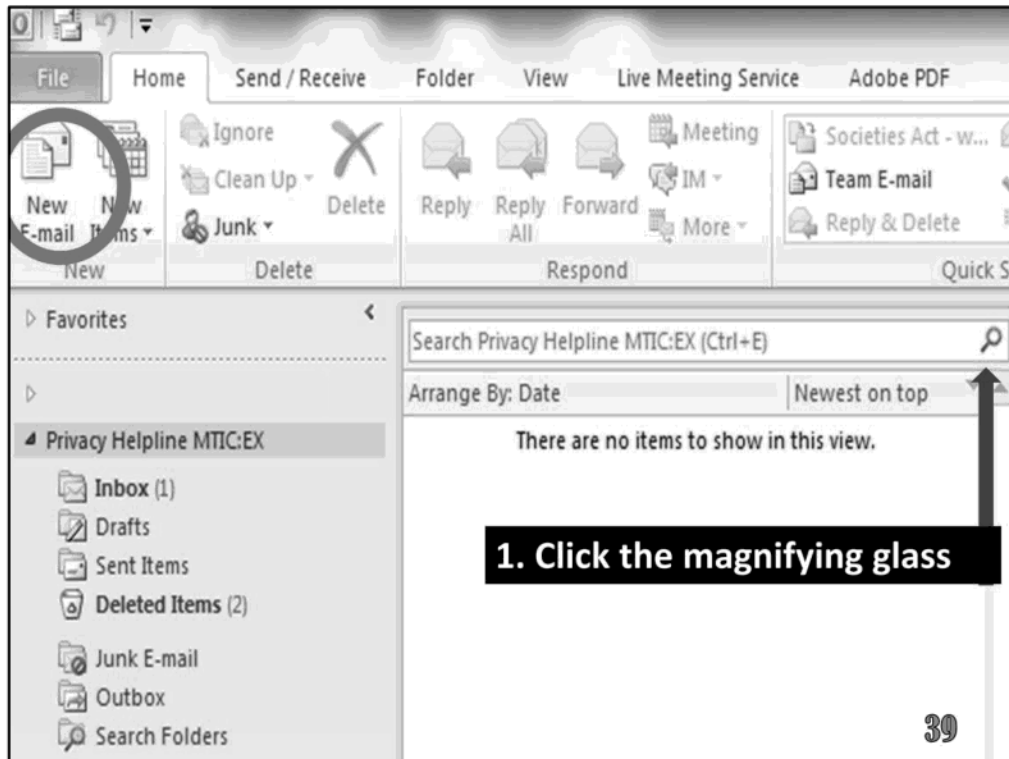 File Home Send / Receive Folder View Live Meeting Service Adobe PDF
New E-mail
New Items
Ignore
Clean Up
Junk
Delete
Reply
Reply All
Forward
Meeting
IM
More
Societies Act - w...
Team E-mail
Reply & Delete
New Delete Respond Quick S
Favorites
Search Privacy Helpline MTIC:EX (Ctrl+E)
Arrange By: Date Newest on top
There are no items to show in this view.
Privacy Helpline MTIC:EX
Inbox (1)
Drafts
Sent Items
Deleted Items (2)
Junk E-mail
Outbox
Search Folders
1. Click the magnifying glass
39